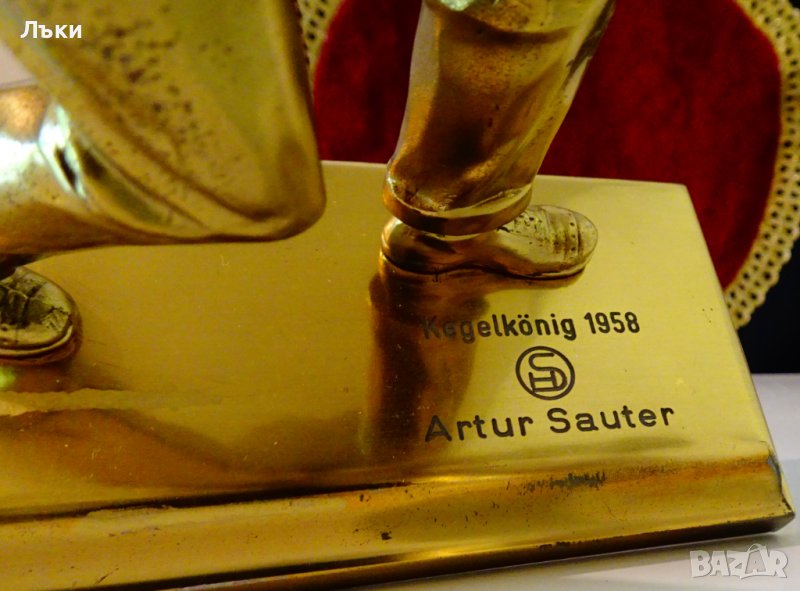 Лъки
Kegelkönig 1958
Artur Sauter
BAZAR